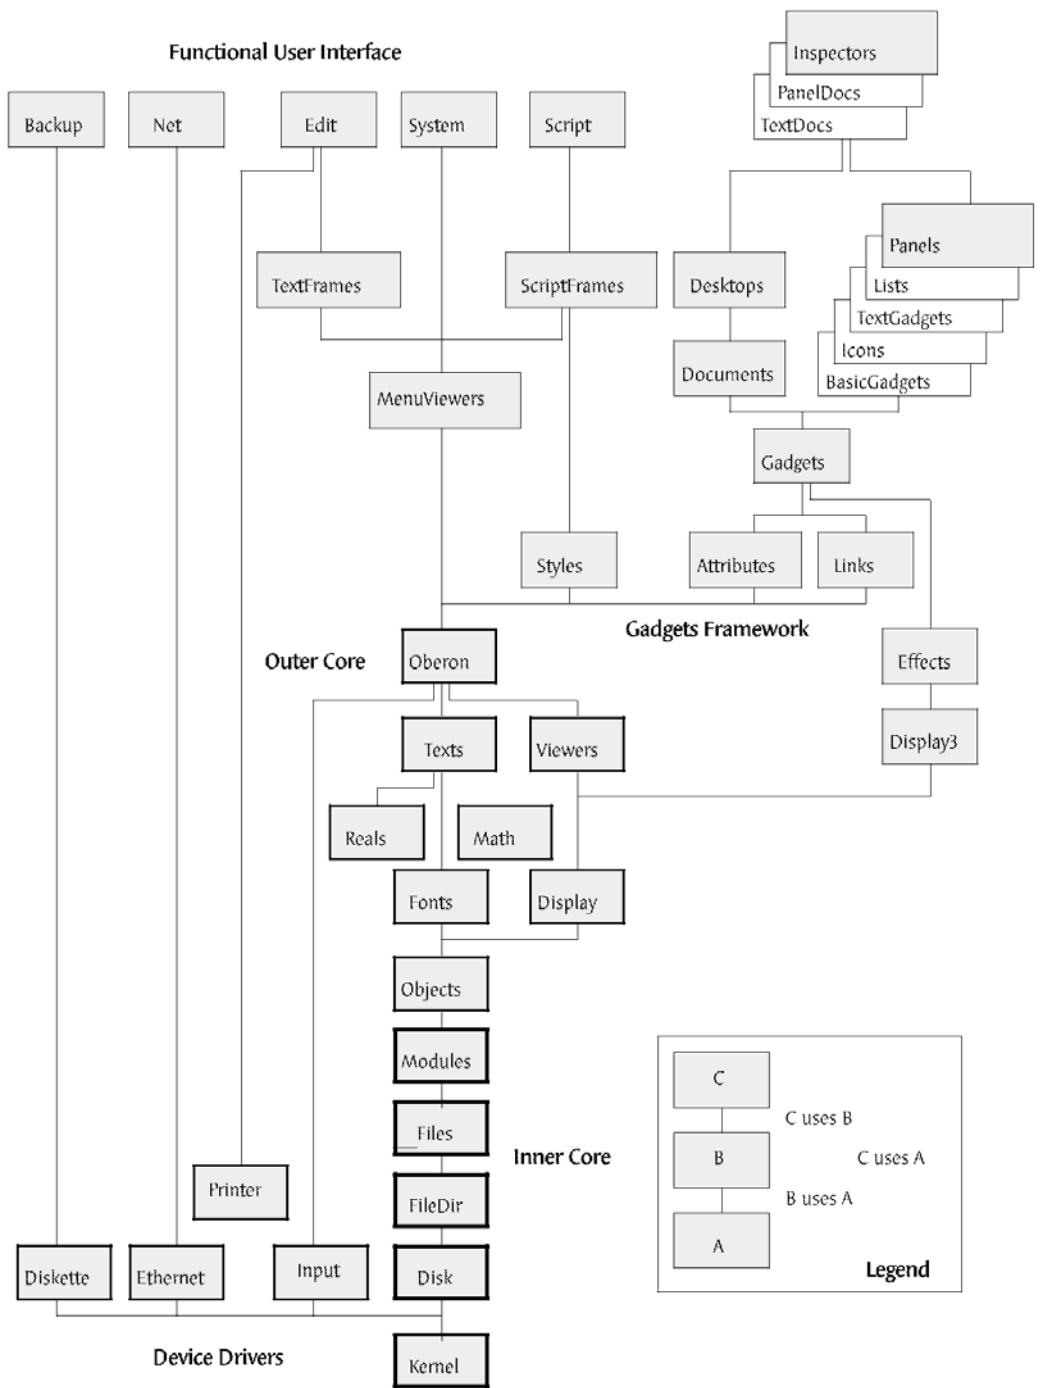 Functional User Interface
Inspectors
PanelDocs
TextDocs
Backup
Net
Edit
System
Script
Panels
Lists
TextGadgets
Icons
BasicGadgets
TextFrames
ScriptFrames
Desktops
Documents
MenuViewers
Gadgets
Styles
Attributes
Links
Gadgets Framework
Outer Core
Oberon
Effects
Texts
Viewers
Display3
Reals
Math
Fonts
Display
Objects
Modules
Files
Inner Core
Printer
FileDir
Diskette
Ethernet
Input
Disk
Device Drivers
Kernel
C
C uses B
B
C uses A
B uses A
A
Legend